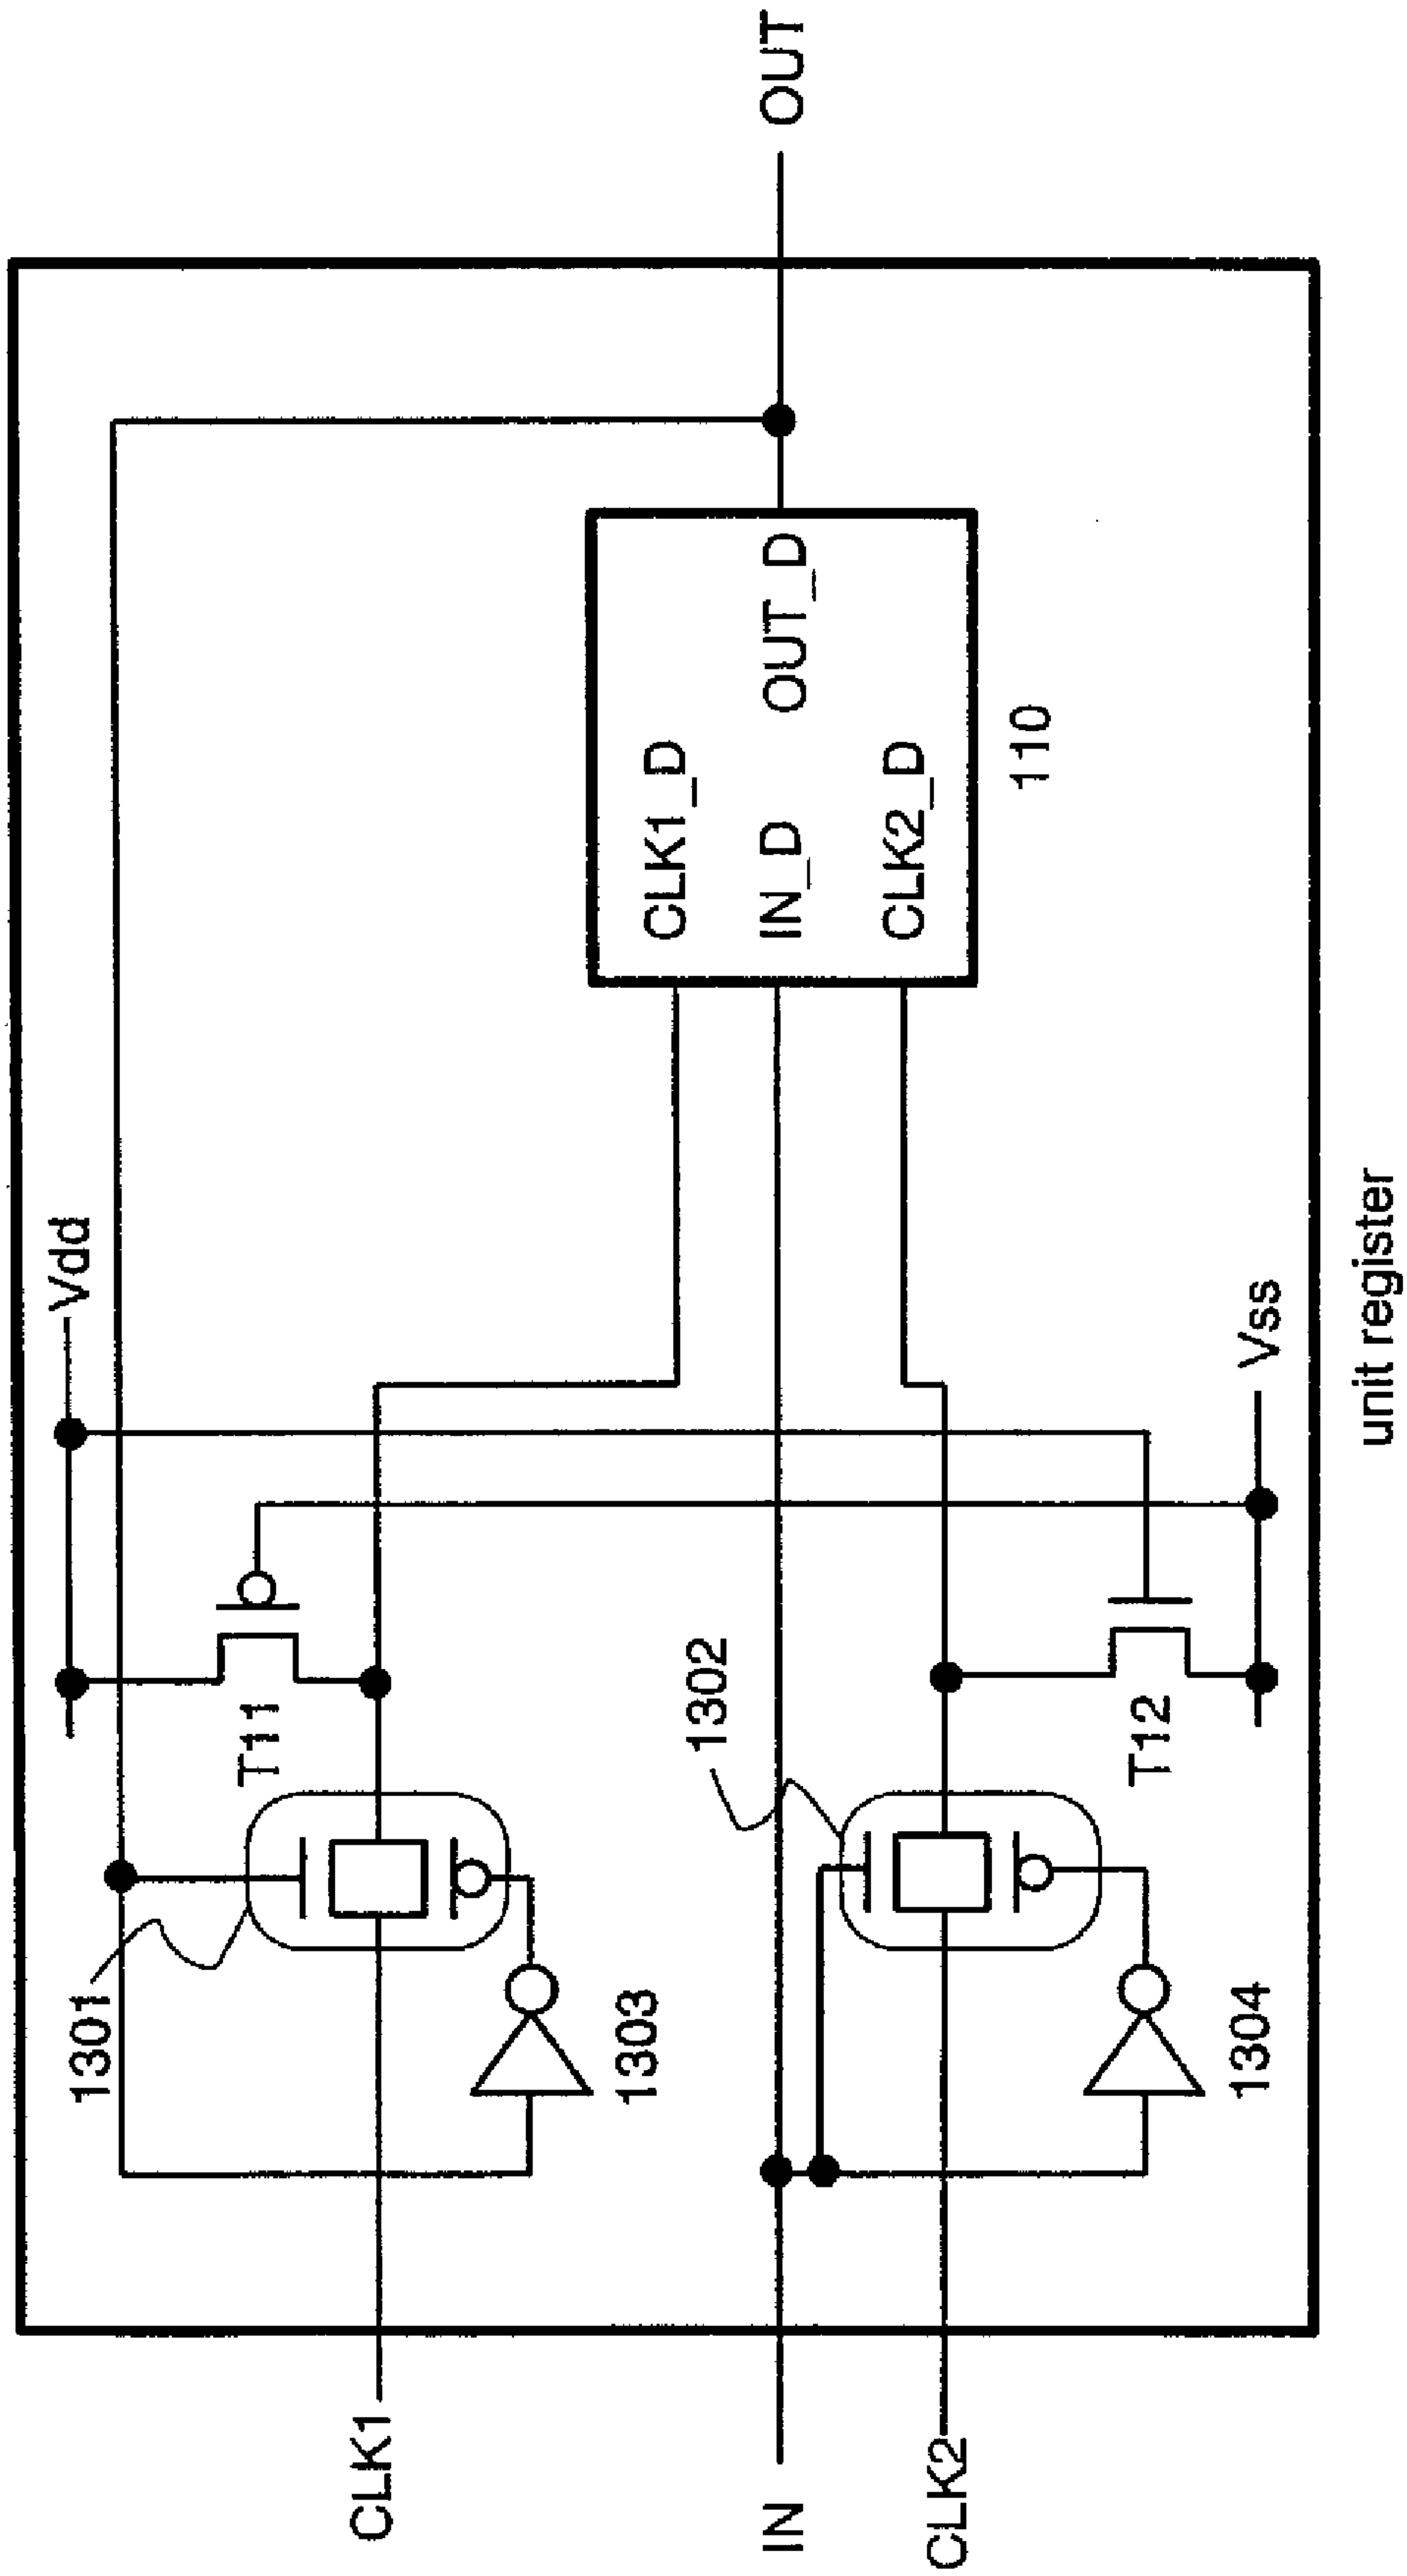 Vdd
1301
T11
CLK1
1303
CLK1_D
IN_D
OUT_D
OUT
CLK2_D
110
1302
IN
CLK2
T12
1304
Vss
unit register